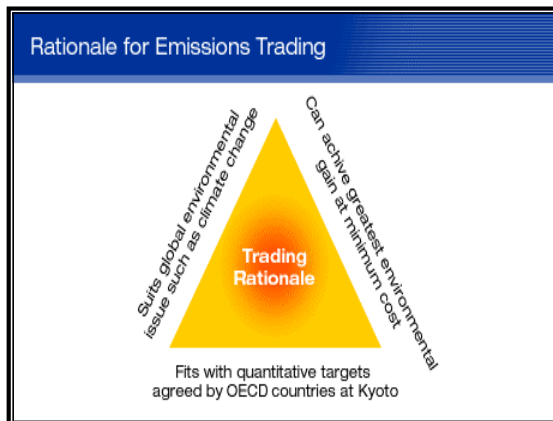 Rationale for Emissions Trading
Suits global environmental
issue such as climate change
Can achive greatest environmental
gain at minimum cost
Trading
Rationale
Fits with quantitative targets
agreed by OECD countries at Kyoto